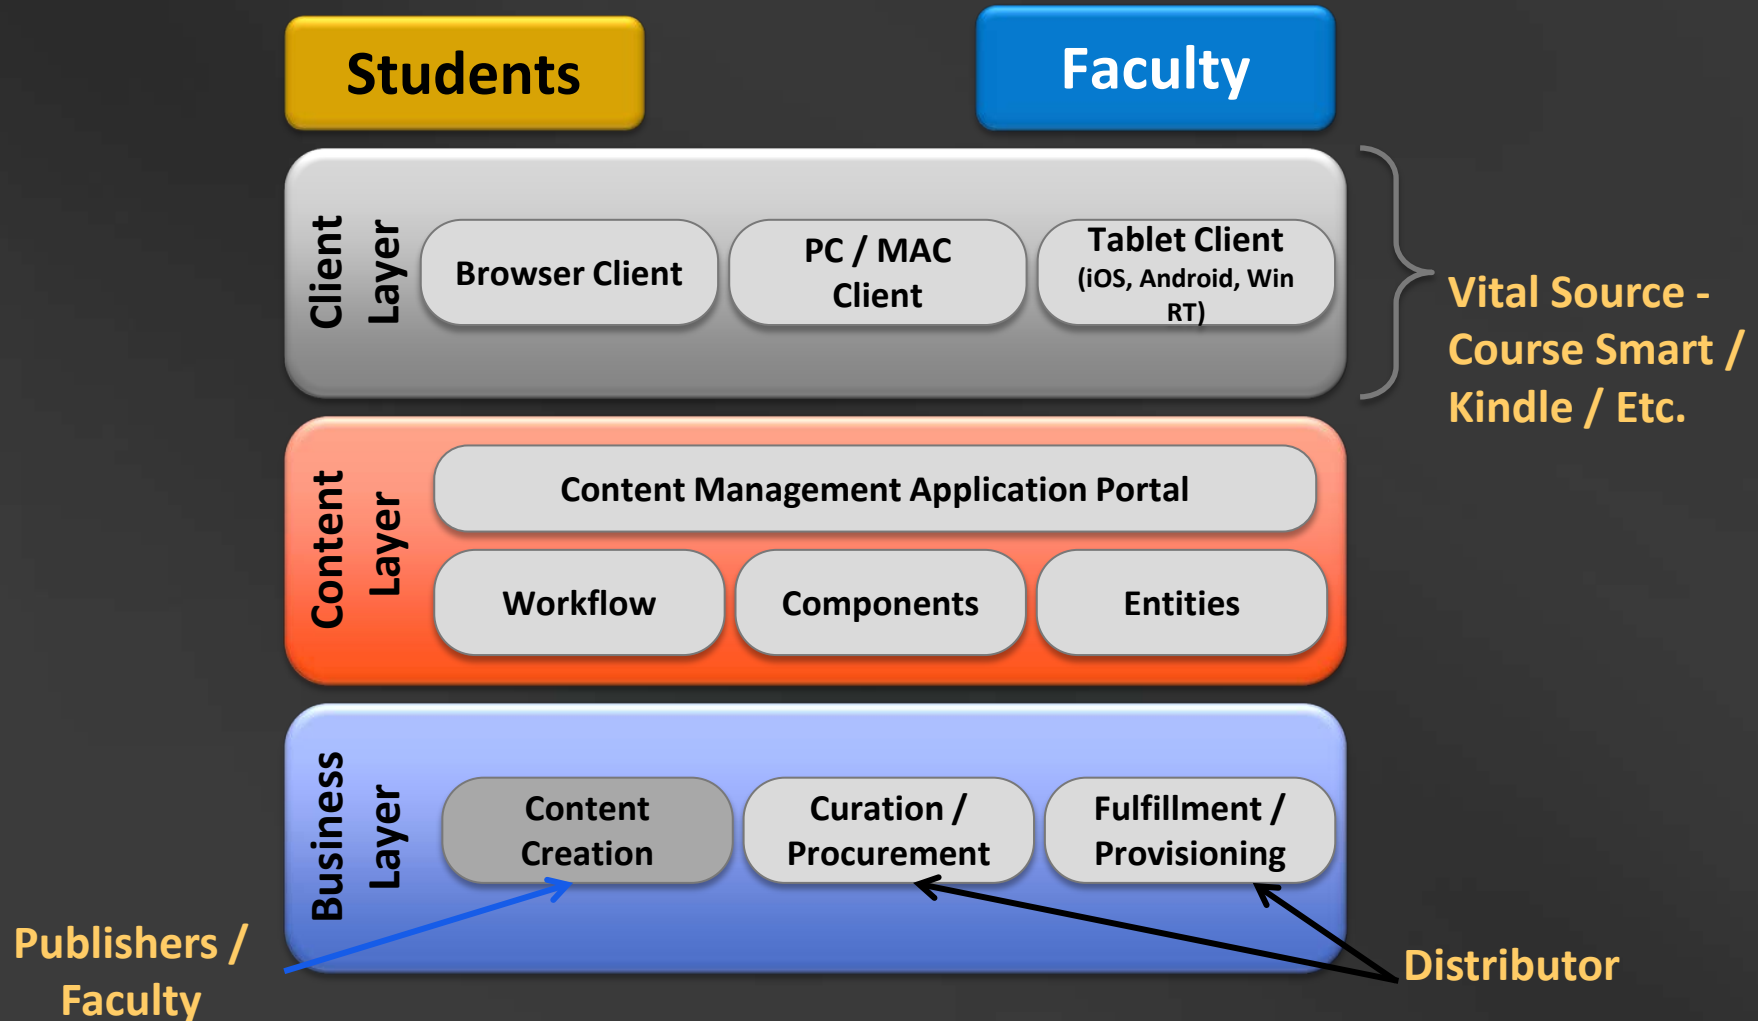 Students
Faculty
Client
Layer
Browser Client
PC / MAC
Client
Tablet Client
(iOS, Android, Win
RT)
Vital Source -
Course Smart /
Kindle / Etc.
Content
Layer
Content Management Application Portal
Workflow
Components
Entities
Business
Layer
Content
Creation
Curation /
Procurement
Fulfillment /
Provisioning
Publishers /
Faculty
Distributor